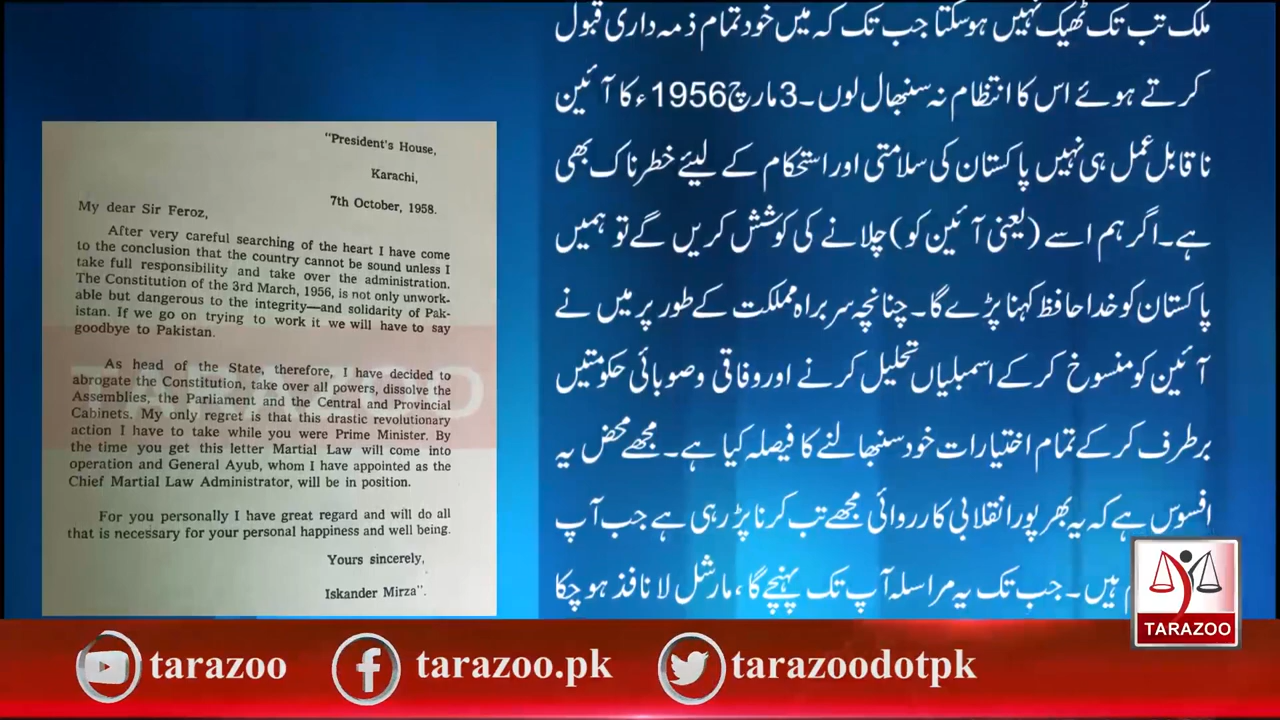 "President's House,
Karachi,
7th October, 1958.
My dear Sir Feroz,
After very careful searching of the heart I have come
to the conclusion that the country cannot be sound unless I
take full responsibility and take over the administration.
The Constitution of the 3rd March, 1956, is not only unwork-
able but dangerous to the integrity—and solidarity of Pak-
istan. If we go on trying to work it we will have to say
goodbye to Pakistan.
As head of the State, therefore, I have decided to
abrogate the Constitution, take over all powers, dissolve the
Assemblies, the Parliament and the Central and Provincial
Cabinets. My only regret is that this drastic revolutionary
action I have to take while you were Prime Minister. By
the time you get this letter Martial Law will come into
operation and General Ayub, whom I have appointed as the
Chief Martial Law Administrator, will be in position.
For you personally I have great regard and will do all
that is necessary for your personal happiness and well being.
Yours sincerely,
Iskander Mirza".
ملک تب تک ٹھیک نہیں ہوسکتا جب تک کہ میں خود تمام ذمہ داری قبول
کرتے ہوئے اس کا انتظام نہ سنبھال لوں۔ 3 مارچ 1956ء کا آئین
ناقابل عمل ہی نہیں پاکستان کی سلامتی اور استحکام کے لیئے خطرناک بھی
ہے۔ اگر ہم اسے (یعنی آئین کو) چلانے کی کوشش کریں گے تو ہمیں
پاکستان کو خدا حافظ کہنا پڑے گا۔ چنانچہ سربراہ مملکت کے طور پر میں نے
آئین کو منسوخ کرکے اسمبلیاں تحلیل کرنے اور وفاقی وصوبائی حکومتیں
برطرف کرکے تمام اختیارات خود سنبھالنے کا فیصلہ کیا ہے۔ مجھے محض یہ
افسوس ہے کہ یہ بھرپور انقلابی کارروائی مجھے تب کرنا پڑ رہی ہے جب آپ
ہیں۔ جب تک یہ مراسلہ آپ تک پہنچے گا، مارشل لا نافذ ہوچکا
TARAZOO
tarazoo
tarazoo.pk
tarazoodotpk